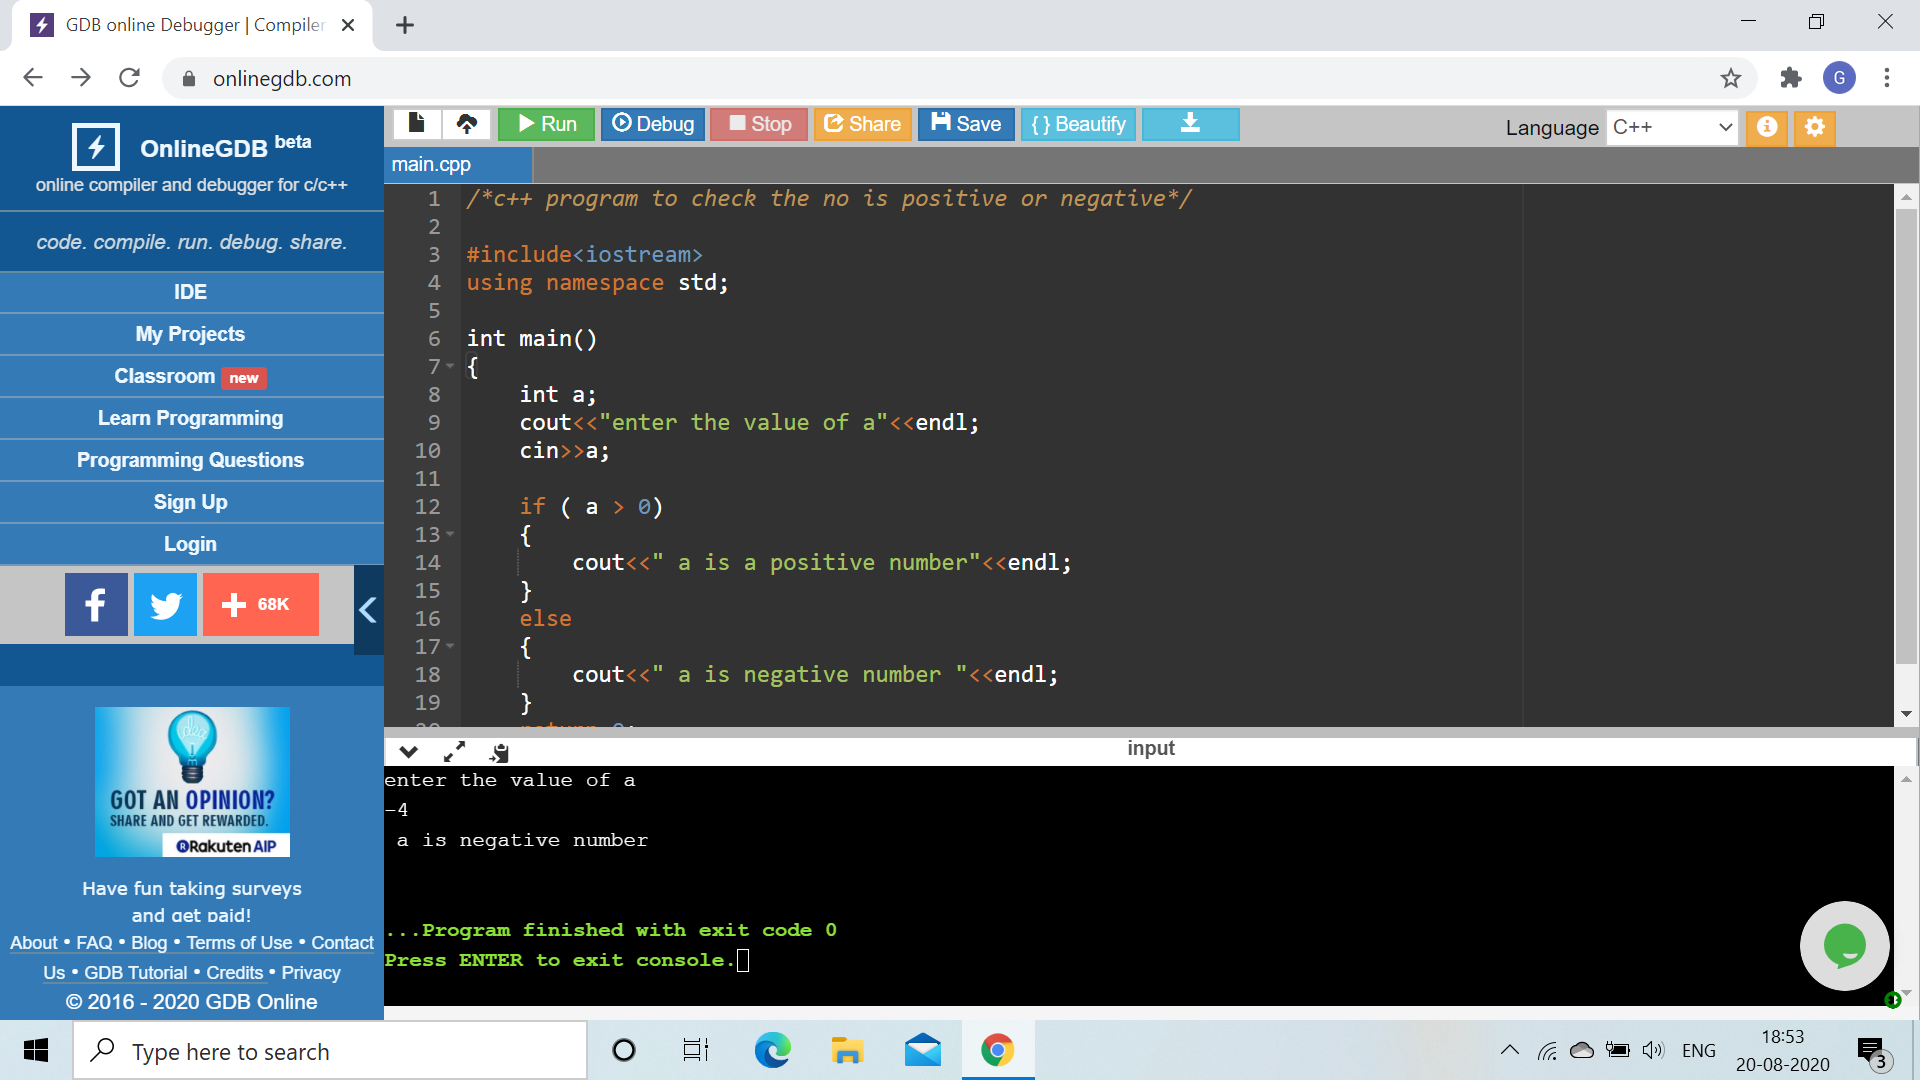 GDB online Debugger | Compiler
onlinegdb.com
G
OnlineGDB beta
online compiler and debugger for c/c++
code. compile. run. debug. share.
IDE
My Projects
Classroom new
Learn Programming
Programming Questions
Sign Up
Login
f
+ 68K
idea
GOT AN OPINION?
SHARE AND GET REWARDED.
Rakuten AIP
Have fun taking surveys
and get paid!
About • FAQ • Blog • Terms of Use • Contact
Us • GDB Tutorial • Credits • Privacy
© 2016 - 2020 GDB Online
Run Debug Stop Share Save {} Beautify
Language C++
main.cpp
1 /*c++ program to check the no is positive or negative*/
2
3 #include<iostream>
4 using namespace std;
5
6 int main()
7 {
8 int a;
9 cout<<"enter the value of a"<<endl;
10 cin>>a;
11
12 if ( a > 0)
13 {
14 cout<<" a is a positive number"<<endl;
15 }
16 else
17 {
18 cout<<" a is negative number "<<endl;
19 }
20 return 0;
input
enter the value of a
-4
a is negative number
...Program finished with exit code 0
Press ENTER to exit console.
Type here to search
ENG
18:53
20-08-2020
3